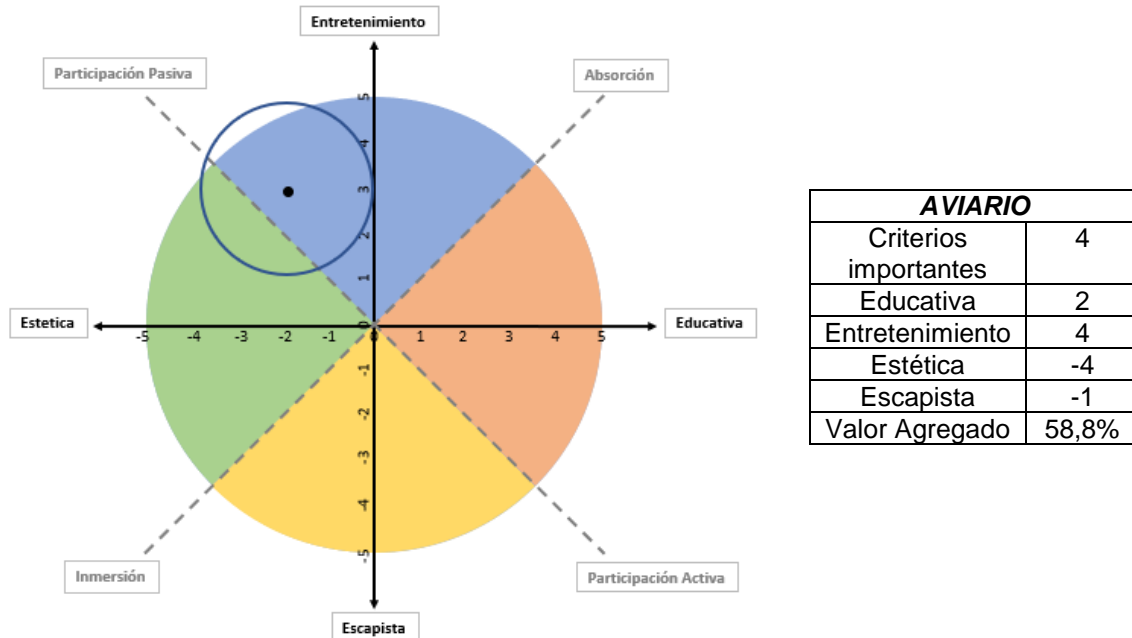 Entretenimiento
Participación Pasiva
Absorción
5
4
3
2
1
0
Estetica
-5 -4 -3 -2 -1 0 1 2 3 4 5
Educativa
-1
-2
-3
-4
-5
Inmersión
Participación Activa
Escapista
AVIARIO
Criterios 4
importantes
Educativa 2
Entretenimiento 4
Estética -4
Escapista -1
Valor Agregado 58,8%